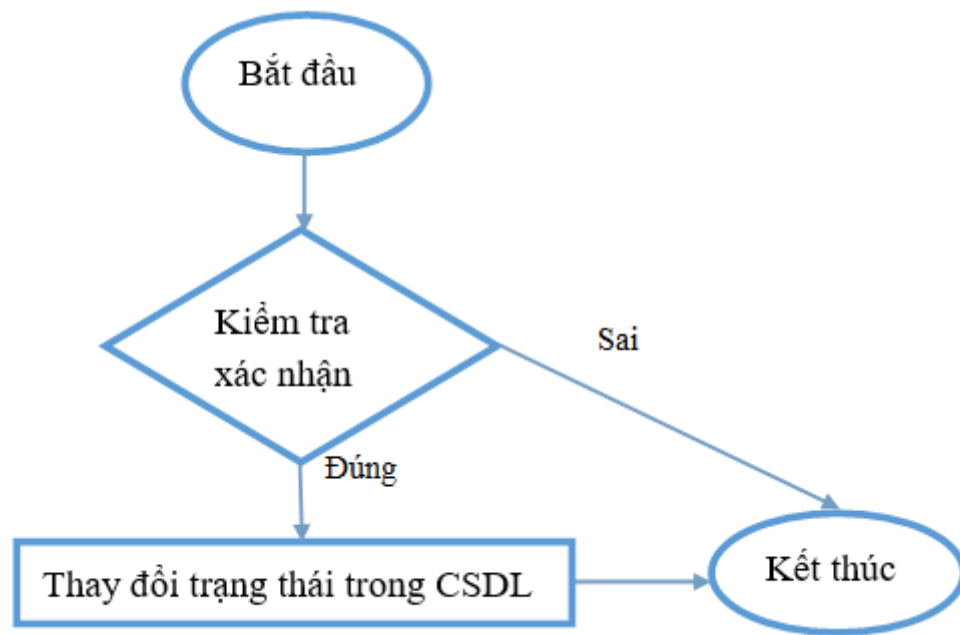 Bắt đầu
Kiểm tra
xác nhận
Sai
Đúng
Thay đổi trạng thái trong CSDL
Kết thúc